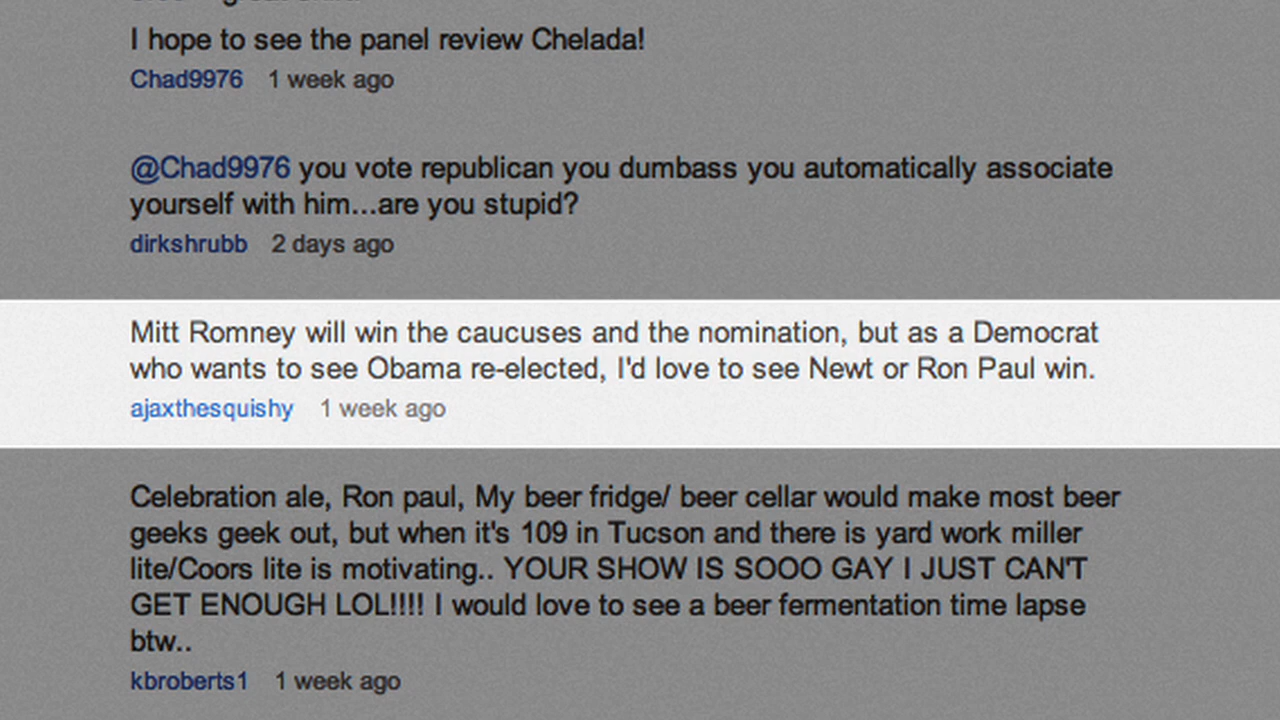 I hope to see the panel review Chelada!
Chad9976 1 week ago
@Chad9976 you vote republican you dumbass you automatically associate
yourself with him...are you stupid?
dirkshrubb 2 days ago
Mitt Romney will win the caucuses and the nomination, but as a Democrat
who wants to see Obama re-elected, I'd love to see Newt or Ron Paul win.
ajaxthesquishy 1 week ago
Celebration ale, Ron paul, My beer fridge/ beer cellar would make most beer
geeks geek out, but when it's 109 in Tucson and there is yard work miller
lite/Coors lite is motivating.. YOUR SHOW IS SOOO GAY I JUST CAN'T
GET ENOUGH LOL!!!! I would love to see a beer fermentation time lapse
btw..
kbroberts1 1 week ago